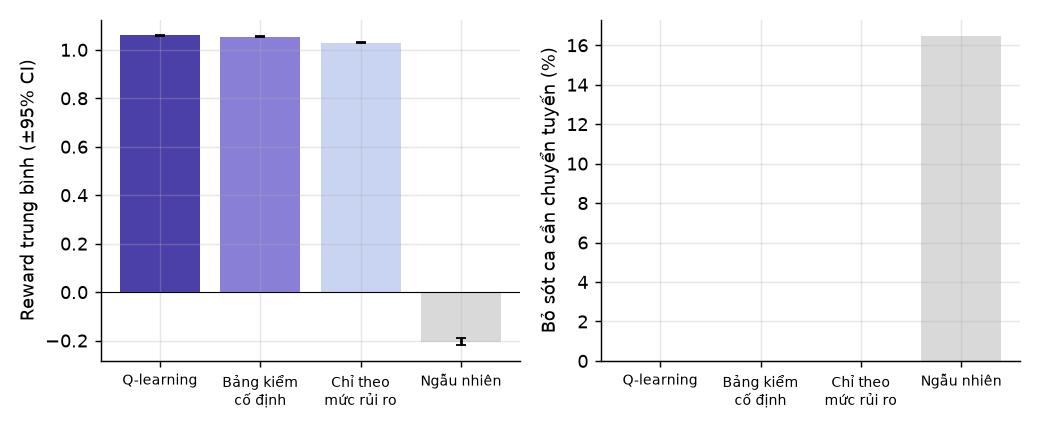 Reward trung bình (±95% CI)
1.0
0.8
0.6
0.4
0.2
0.0
−0.2
Q-learning
Bảng kiểm
cố định
Chỉ theo
mức rủi ro
Ngẫu nhiên
Bỏ sót ca cần chuyển tuyến (%)
16
14
12
10
8
6
4
2
0
Q-learning
Bảng kiểm
cố định
Chỉ theo
mức rủi ro
Ngẫu nhiên